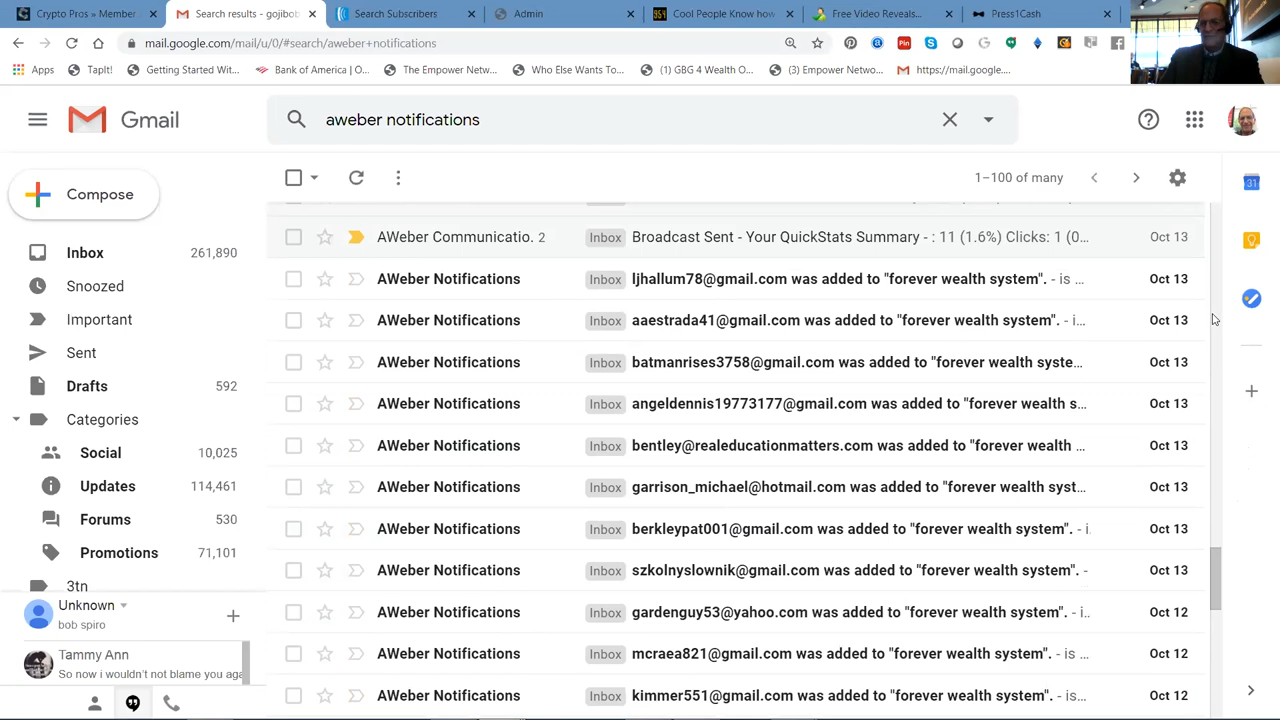 Crypto Pros - Member
Search results - gojibob
Search Subscribers
Admin
Cool People Know how
Free Video Reveals...
Press1Cash
mail.google.com/mail/u/0/#search/aweber+notifications
Apps
TapIt!
Getting Started Wit...
Bank of America | O...
The Power Netw...
Who Else Wants To...
(1) GBG 4 Wealth O...
(3) Empower Netwo...
https://mail.google....
Gmail
aweber notifications
Compose
1–100 of many
Inbox 261,890
Snoozed
Important
Sent
Drafts 592
Categories
Social 10,025
Updates 114,461
Forums 530
Promotions 71,101
3tn
Unknown
bob spiro
Tammy Ann
So now i wouldn't not blame you aga
AWeber Communicatio. 2 Inbox Broadcast Sent - Your QuickStats Summary - : 11 (1.6%) Clicks: 1 (0... Oct 13
AWeber Notifications Inbox ljhallum78@gmail.com was added to "forever wealth system". - is ... Oct 13
AWeber Notifications Inbox aaestrada41@gmail.com was added to "forever wealth system". - i... Oct 13
AWeber Notifications Inbox batmanrises3758@gmail.com was added to "forever wealth syste... Oct 13
AWeber Notifications Inbox angeldennis19773177@gmail.com was added to "forever wealth s... Oct 13
AWeber Notifications Inbox bentley@realeducationmatters.com was added to "forever wealth ... Oct 13
AWeber Notifications Inbox garrison_michael@hotmail.com was added to "forever wealth syst... Oct 13
AWeber Notifications Inbox berkleypat001@gmail.com was added to "forever wealth system". - i... Oct 13
AWeber Notifications Inbox szkolnyslownik@gmail.com was added to "forever wealth system". - Oct 13
AWeber Notifications Inbox gardenguy53@yahoo.com was added to "forever wealth system". - i... Oct 12
AWeber Notifications Inbox mcraea821@gmail.com was added to "forever wealth system". - is ... Oct 12
AWeber Notifications Inbox kimmer551@gmail.com was added to "forever wealth system". - is... Oct 12
31